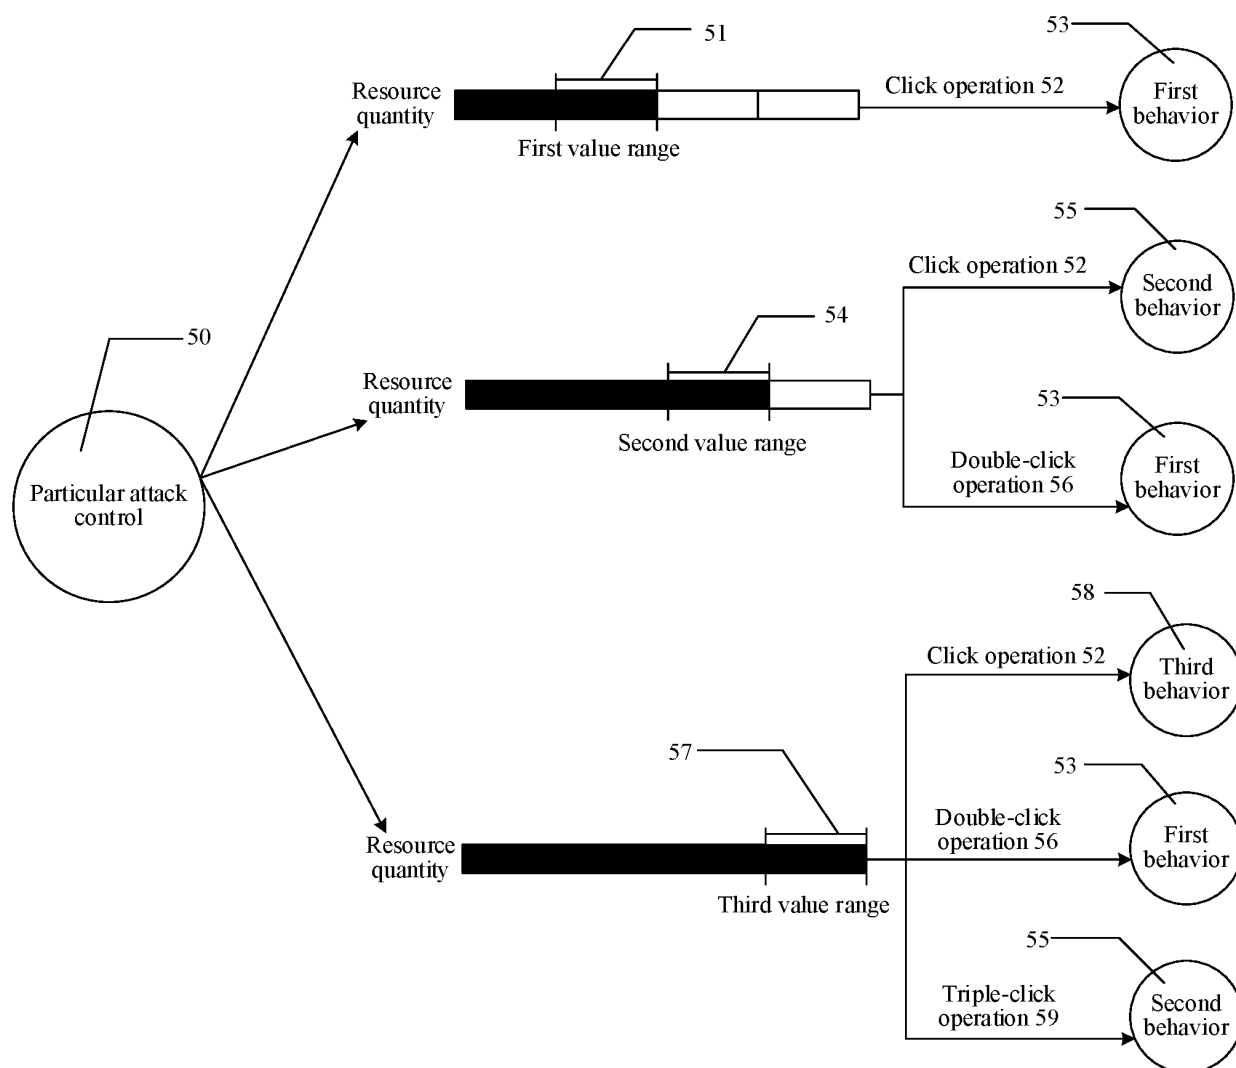 51
53
Resource
quantity
Click operation 52
First
behavior
First value range
55
Click operation 52
Second
behavior
54
50
Resource
quantity
Second value range
53
Double-click
operation 56
First
behavior
Particular attack
control
58
Click operation 52
Third
behavior
57
53
Resource
quantity
Double-click
operation 56
First
behavior
Third value range
55
Triple-click
operation 59
Second
behavior